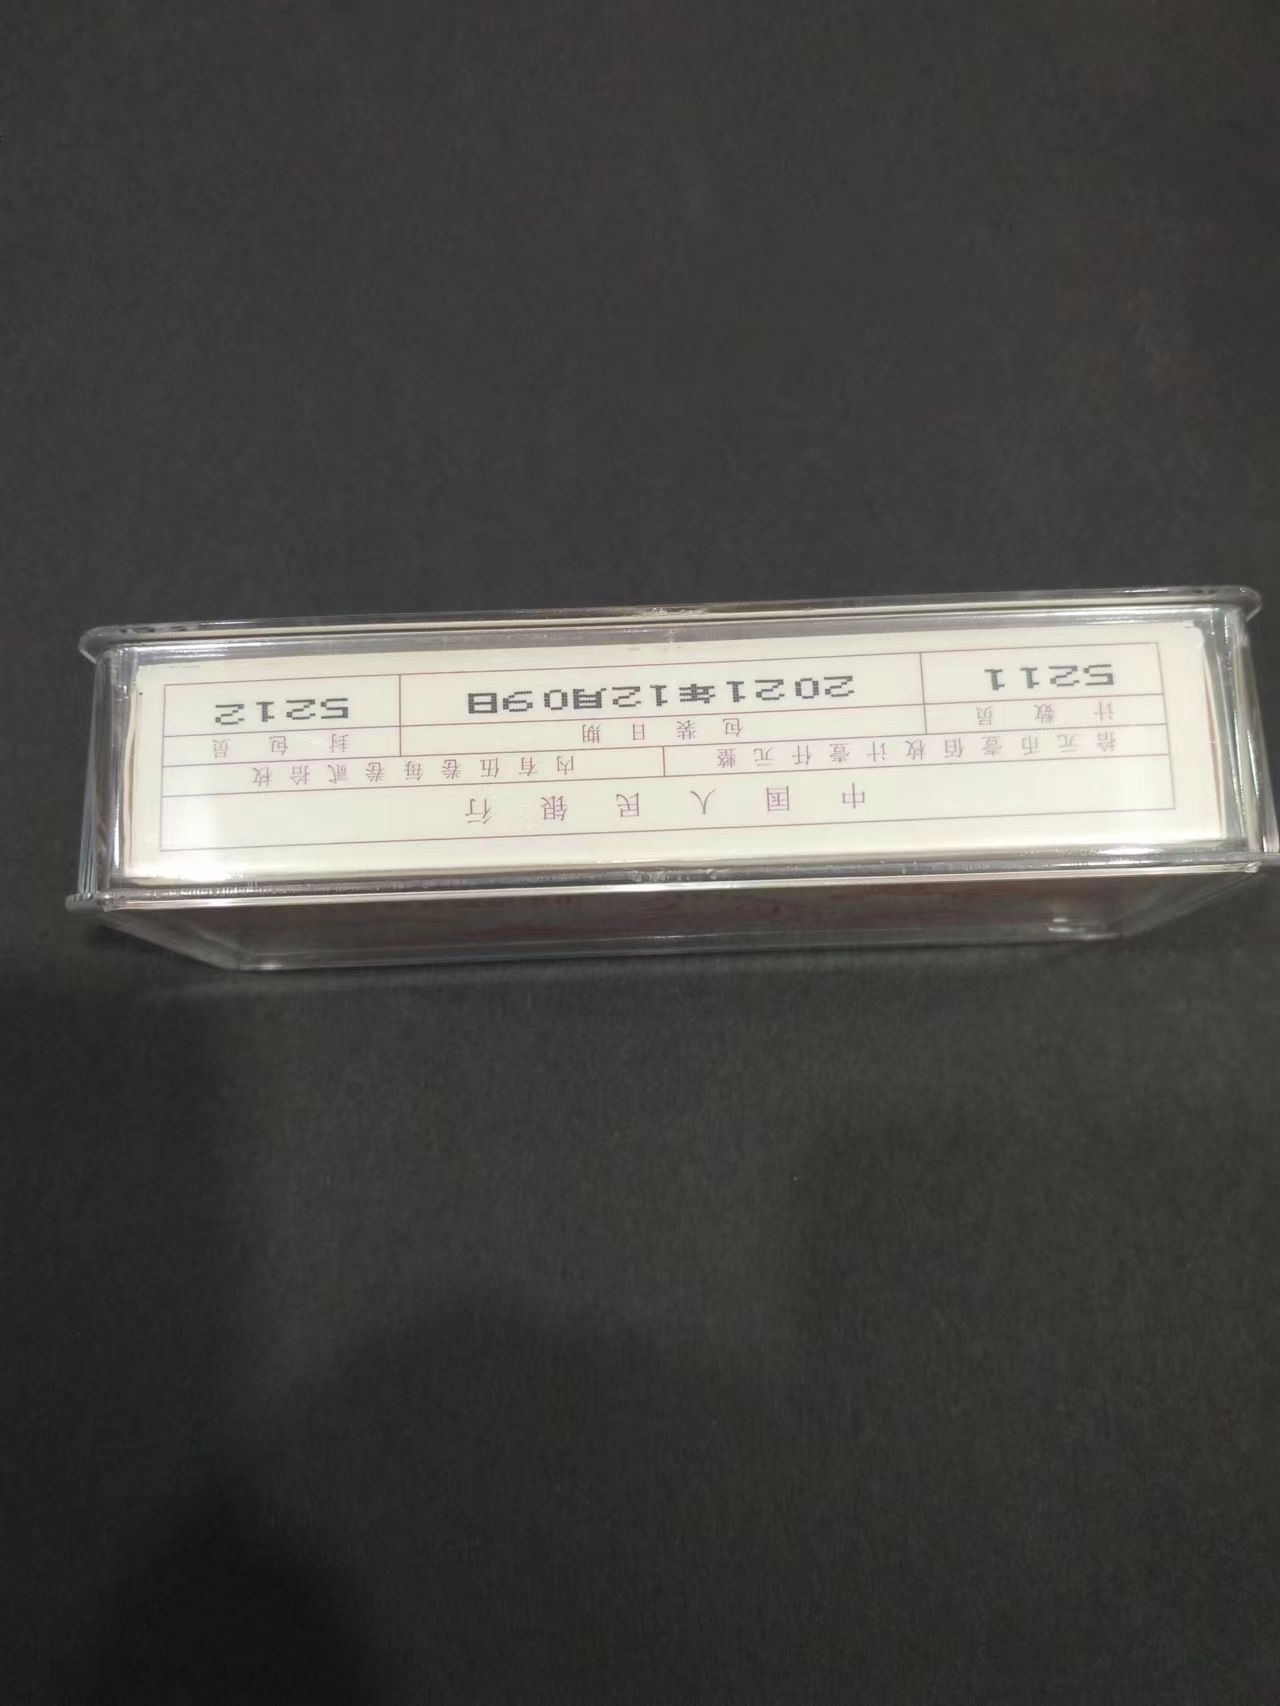 中国人民银行
拾元币壹佰枚计壹仟元整 内有伍卷每卷贰拾枚
计数员 包装日期 封包员
5211 2021年12月09日 5212